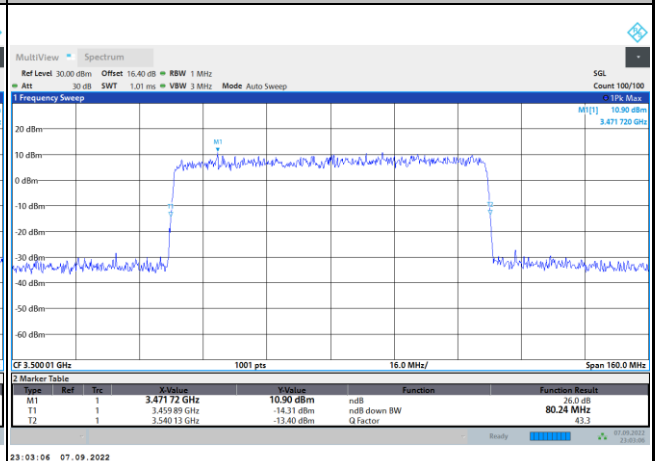 MultiView Spectrum
Ref Level 30.00 dBm Offset 16.40 dB RBW 1 MHz SGL
Att 30 dB SWT 1.01 ms VBW 3 MHz Mode Auto Sweep Count 100/100
1 Frequency Sweep 1Pk Max
M1[1] 10.90 dBm
3.471 720 GHz
20 dBm
M1
10 dBm
0 dBm
-10 dBm
T1 T2
-20 dBm
-30 dBm
-40 dBm
-50 dBm
-60 dBm
CF 3.500 01 GHz 1001 pts 16.0 MHz/ Span 160.0 MHz
2 Marker Table
Type Ref Trc X-Value Y-Value Function Function Result
M1 1 3.471 72 GHz 10.90 dBm ndB 26.0 dB
T1 1 3.459 89 GHz -14.31 dBm ndB down BW 80.24 MHz
T2 1 3.540 13 GHz -13.40 dBm Q Factor 43.3
Ready 07.09.2022
23:03:06
23:03:06 07.09.2022